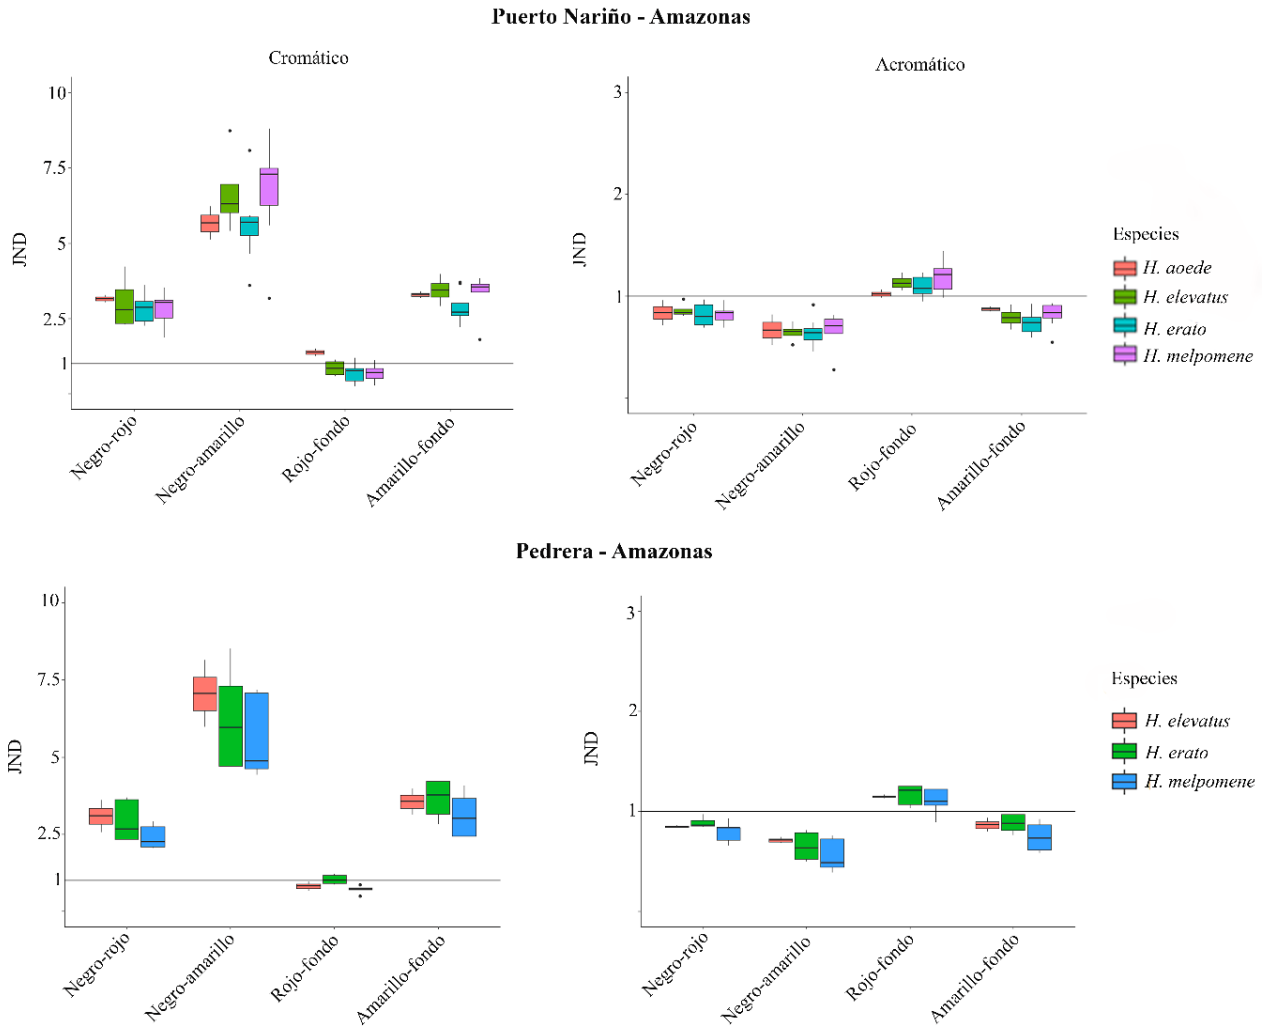 Puerto Nariño - Amazonas
Cromático
Acromático
10
7.5
5
2.5
1
JND
Negro-rojo
Negro-amarillo
Rojo-fondo
Amarillo-fondo
3
2
1
JND
Negro-rojo
Negro-amarillo
Rojo-fondo
Amarillo-fondo
Especies
H. aoede
H. elevatus
H. erato
H. melpomene
Pedrera - Amazonas
10
7.5
5
2.5
1
JND
Negro-rojo
Negro-amarillo
Rojo-fondo
Amarillo-fondo
3
2
1
JND
Negro-rojo
Negro-amarillo
Rojo-fondo
Amarillo-fondo
Especies
H. elevatus
H. erato
H. melpomene